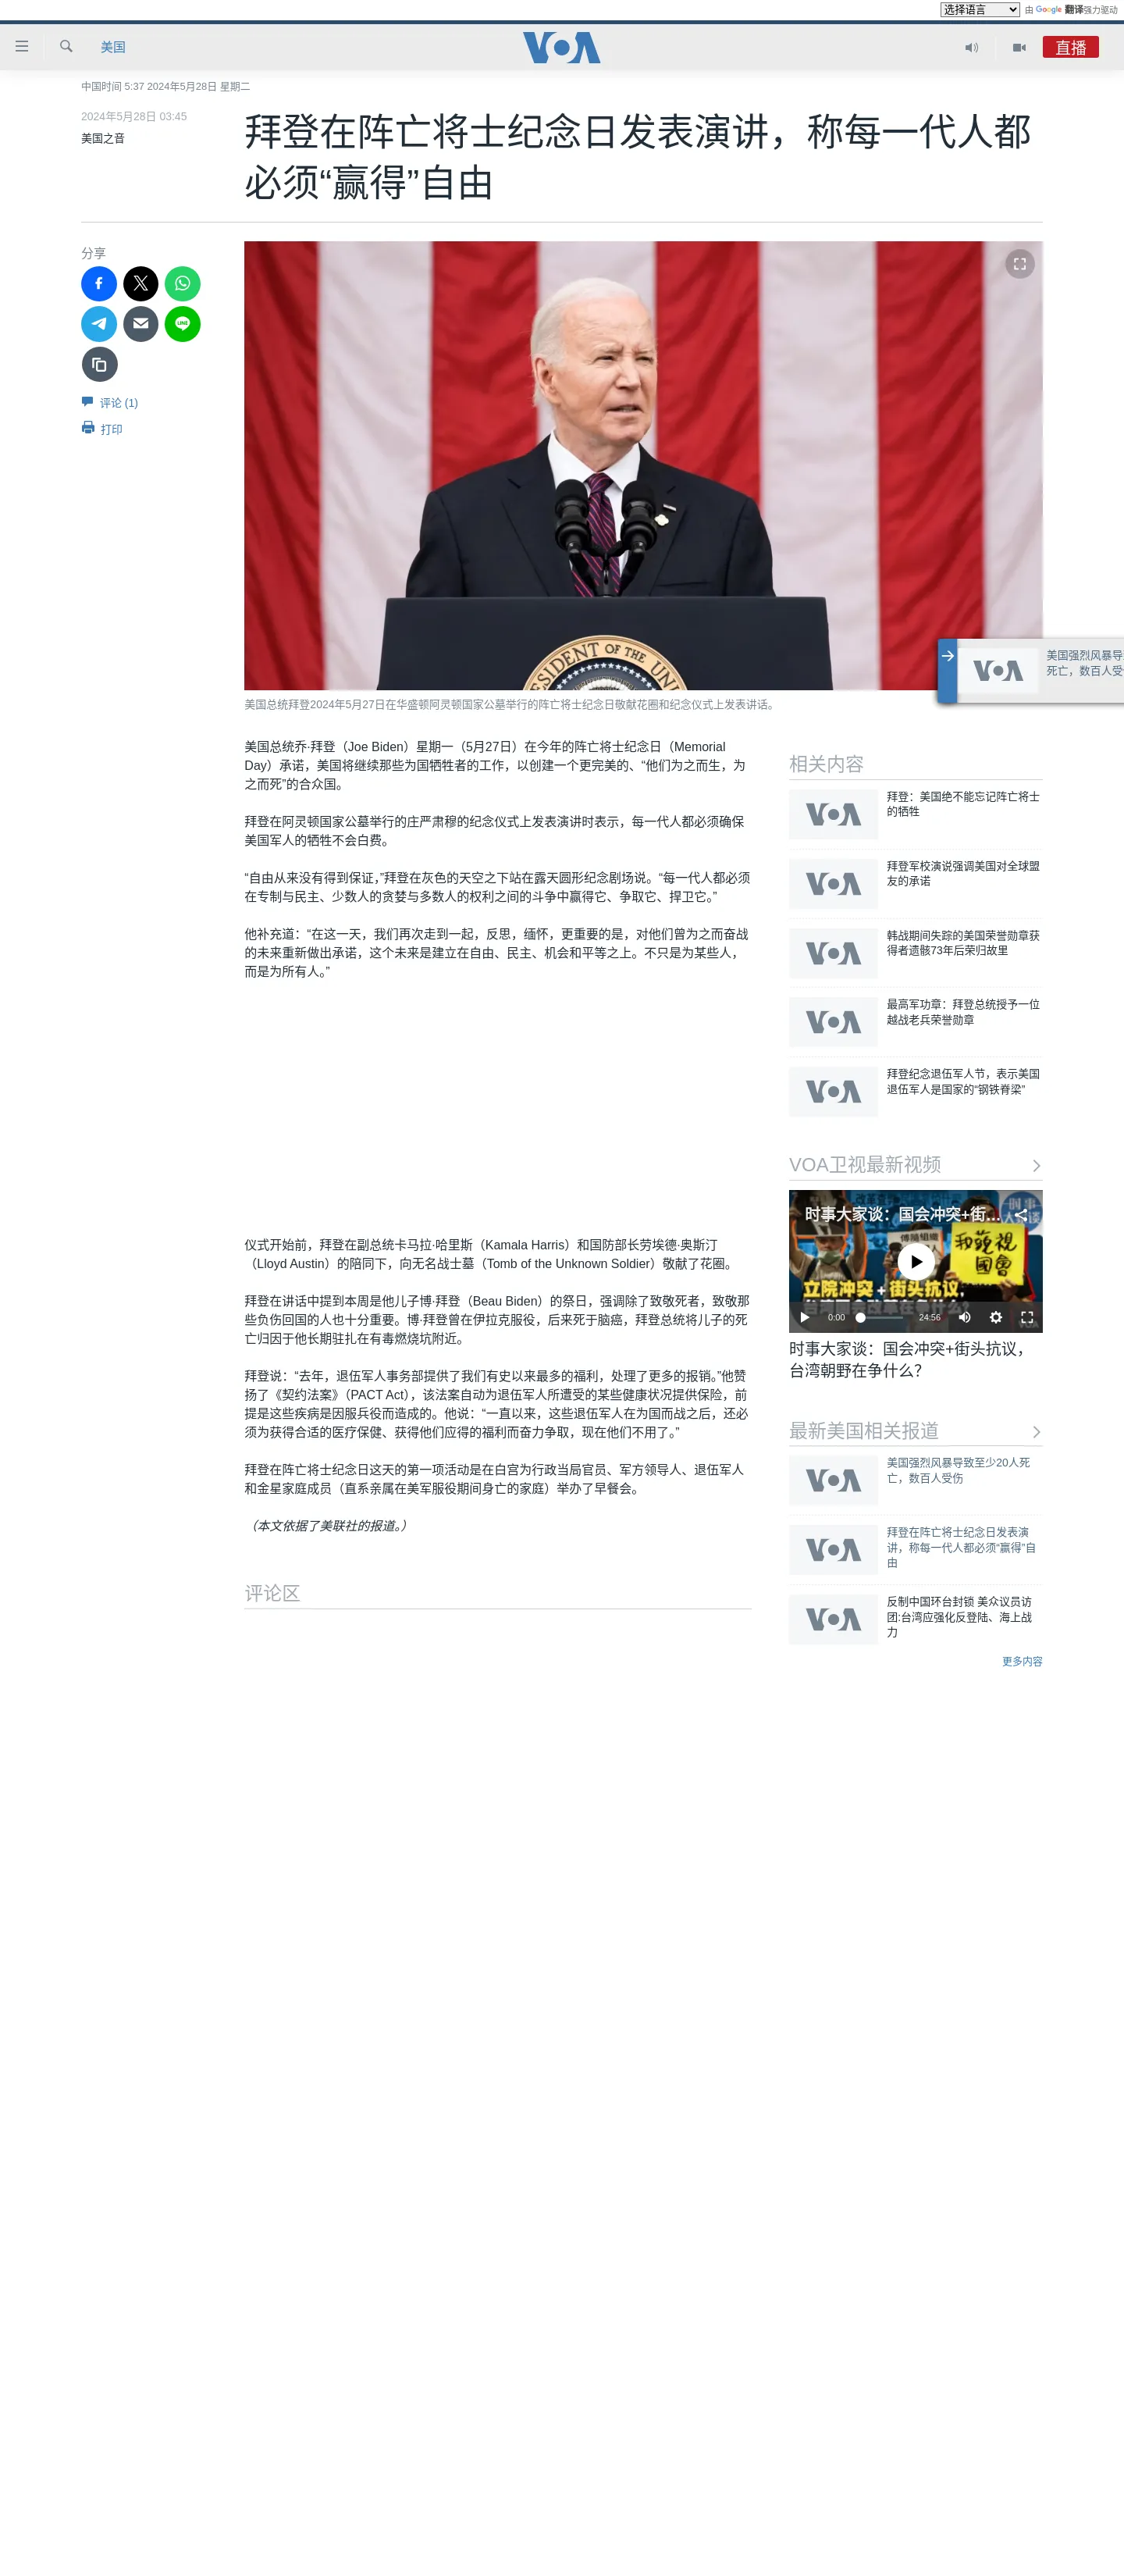 选择语言
由 Google 翻译强力驱动
美国
VOA
直播
中国时间 5:37 2024年5月28日 星期二
2024年5月28日 03:45
美国之音
拜登在阵亡将士纪念日发表演讲，称每一代人都
必须“赢得”自由
分享
LINE
评论 (1)
打印
PRESIDENT OF THE UNITED
美国总统拜登2024年5月27日在华盛顿阿灵顿国家公墓举行的阵亡将士纪念日敬献花圈和纪念仪式上发表讲话。
VOA
美国强烈风暴导
死亡，数百人受
美国总统乔·拜登（Joe Biden）星期一（5月27日）在今年的阵亡将士纪念日（Memorial
Day）承诺，美国将继续那些为国牺牲者的工作，以创建一个更完美的、“他们为之而生，为
之而死”的合众国。
拜登在阿灵顿国家公墓举行的庄严肃穆的纪念仪式上发表演讲时表示，每一代人都必须确保
美国军人的牺牲不会白费。
“自由从来没有得到保证，”拜登在灰色的天空之下站在露天圆形纪念剧场说。“每一代人都必须
在专制与民主、少数人的贪婪与多数人的权利之间的斗争中赢得它、争取它、捍卫它。”
他补充道：“在这一天，我们再次走到一起，反思，缅怀，更重要的是，对他们曾为之而奋战
的未来重新做出承诺，这个未来是建立在自由、民主、机会和平等之上。不只是为某些人，
而是为所有人。”
仪式开始前，拜登在副总统卡马拉·哈里斯（Kamala Harris）和国防部长劳埃德·奥斯汀
（Lloyd Austin）的陪同下，向无名战士墓（Tomb of the Unknown Soldier）敬献了花圈。
拜登在讲话中提到本周是他儿子博·拜登（Beau Biden）的祭日，强调除了致敬死者，致敬那
些负伤回国的人也十分重要。博·拜登曾在伊拉克服役，后来死于脑癌，拜登总统将儿子的死
亡归因于他长期驻扎在有毒燃烧坑附近。
拜登说：“去年，退伍军人事务部提供了我们有史以来最多的福利，处理了更多的报销。”他赞
扬了《契约法案》（PACT Act），该法案自动为退伍军人所遭受的某些健康状况提供保险，前
提是这些疾病是因服兵役而造成的。他说：“一直以来，这些退伍军人在为国而战之后，还必
须为获得合适的医疗保健、获得他们应得的福利而奋力争取，现在他们不用了。”
拜登在阵亡将士纪念日这天的第一项活动是在白宫为行政当局官员、军方领导人、退伍军人
和金星家庭成员（直系亲属在美军服役期间身亡的家庭）举办了早餐会。
（本文依据了美联社的报道。）
评论区
相关内容
VOA
拜登：美国绝不能忘记阵亡将士
的牺牲
VOA
拜登军校演说强调美国对全球盟
友的承诺
VOA
韩战期间失踪的美国荣誉勋章获
得者遗骸73年后荣归故里
VOA
最高军功章：拜登总统授予一位
越战老兵荣誉勋章
VOA
拜登纪念退伍军人节，表示美国
退伍军人是国家的“钢铁脊梁”
VOA卫视最新视频
时事大家谈：国会冲突+街...
我藐視
國會
立院冲突 + 街头抗议，
0:00
24:56
时事大家谈：国会冲突+街头抗议，
台湾朝野在争什么？
最新美国相关报道
VOA
美国强烈风暴导致至少20人死
亡，数百人受伤
VOA
拜登在阵亡将士纪念日发表演
讲，称每一代人都必须“赢得”自
由
VOA
反制中国环台封锁 美众议员访
团:台湾应强化反登陆、海上战
力
更多内容